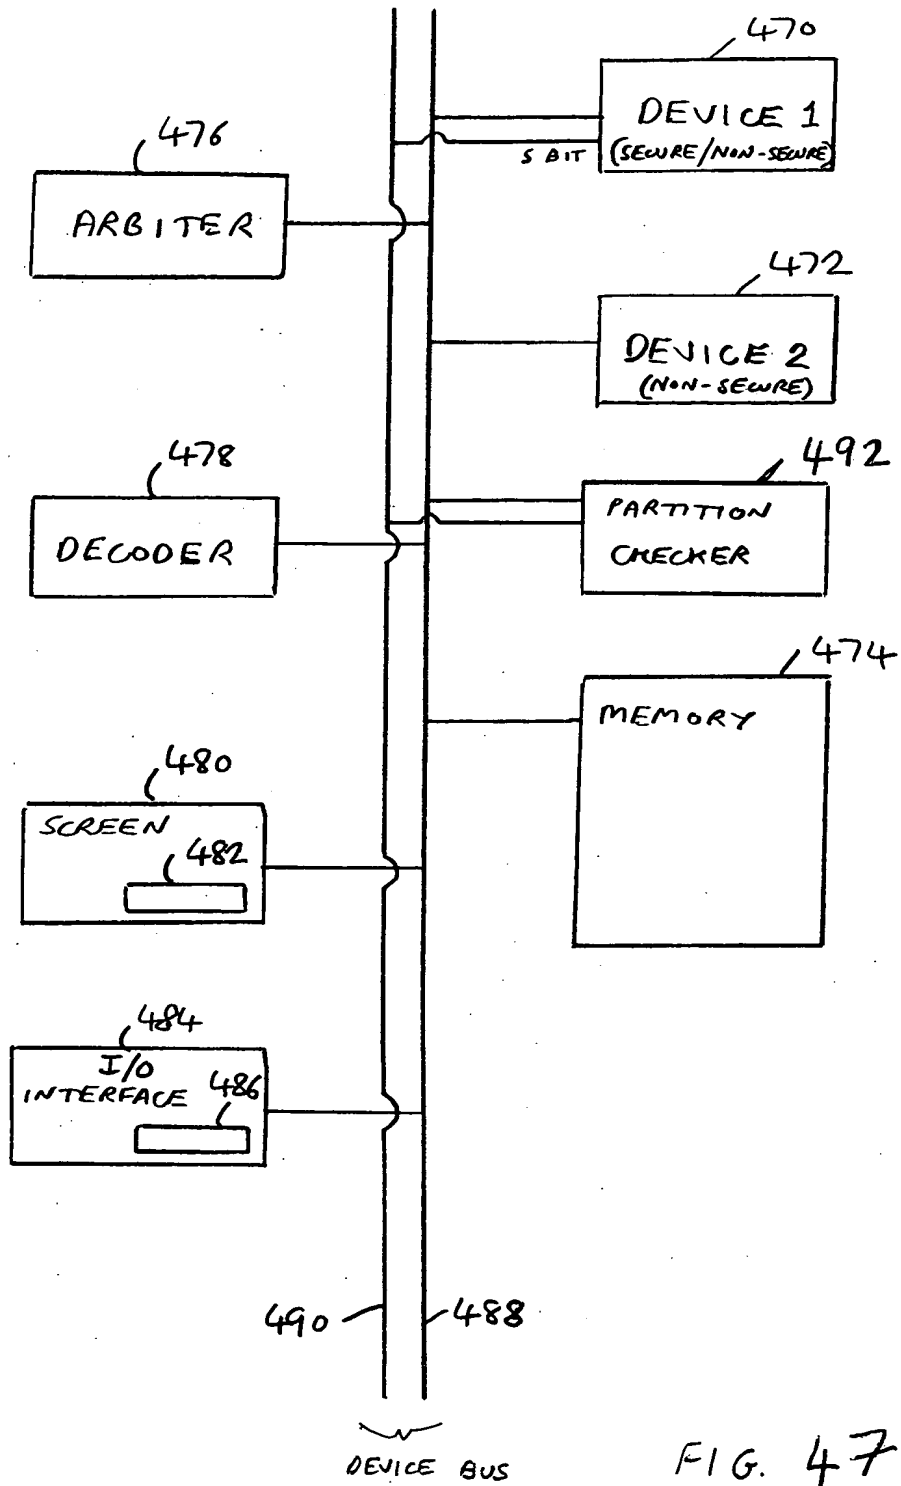 470
DEVICE 1
(SECURE/NON-SECURE)
S BIT
476
ARBITER
472
DEVICE 2
(NON-SECURE)
478
DECODER
492
PARTITION
CHECKER
474
MEMORY
480
SCREEN
482
484
I/O
INTERFACE
486
490
488
DEVICE BUS
FIG. 47